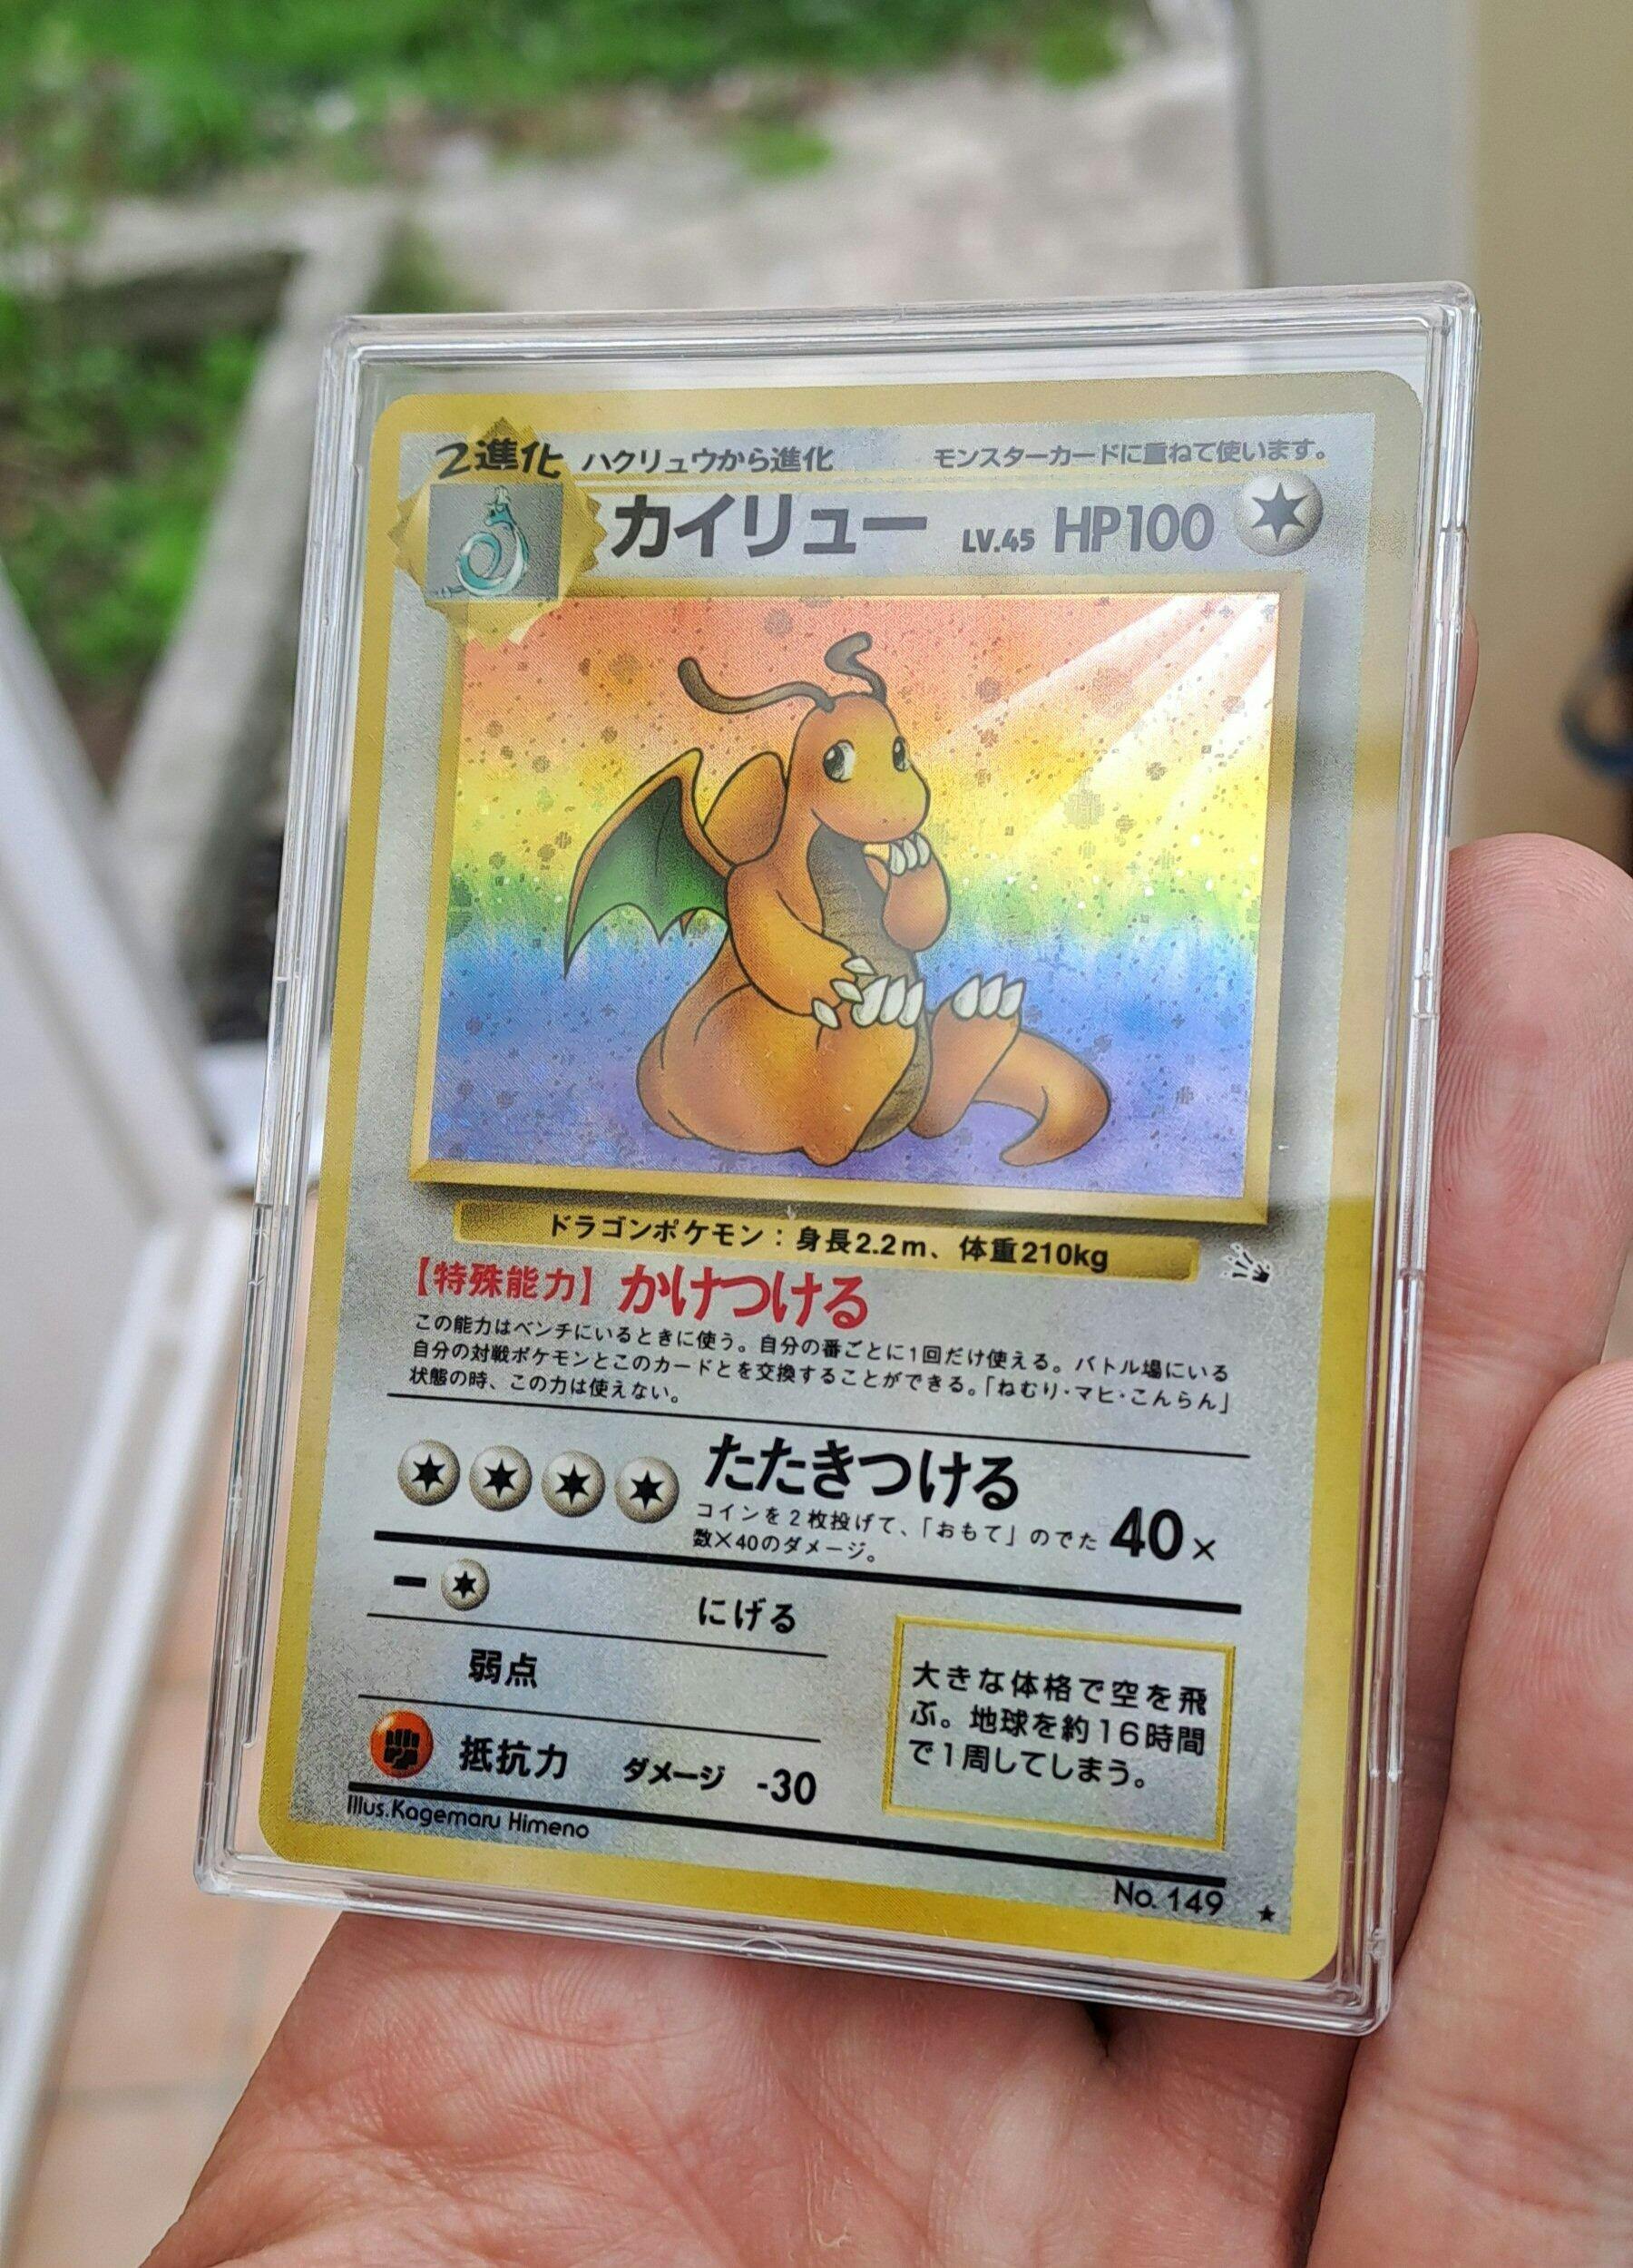 2進化 ハクリュウから進化 モンスターカードに重ねて使います。
カイリュー LV.45 HP100
ドラゴンポケモン：身長2.2m、体重210kg
【特殊能力】かけつける
この能力はベンチにいるときに使う。自分の番ごとに1回だけ使える。バトル場にいる
自分の対戦ポケモンとこのカードとを交換することができる。「ねむり・マヒ・こんらん」
状態の時、この力は使えない。
たたきつける 40×
コインを2枚投げて、「おもて」のでた
数×40のダメージ。
− にげる
弱点
抵抗力 ダメージ -30
大きな体格で空を飛
ぶ。地球を約16時間
で1周してしまう。
Illus.Kagemaru Himeno
No.149 ★